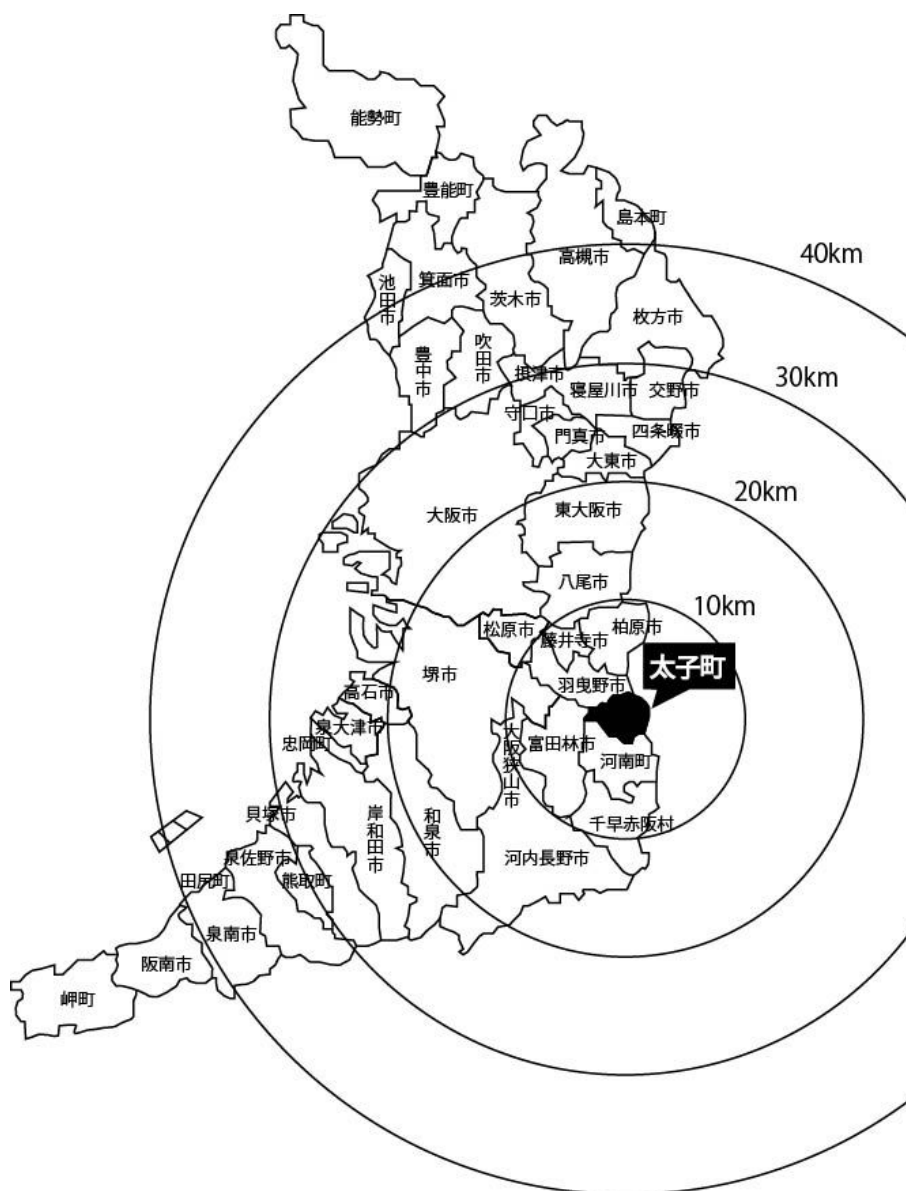 能勢町
豊能町
島本町
高槻市
40km
池田市
箕面市
茨木市
枚方市
豊中市
吹田市
摂津市
寝屋川市
交野市
30km
守口市
門真市
四条畷市
大東市
20km
大阪市
東大阪市
八尾市
10km
松原市
藤井寺市
柏原市
太子町
堺市
羽曳野市
高石市
泉大津市
忠岡町
大阪狭山市
富田林市
河南町
貝塚市
岸和田市
和泉市
千早赤阪村
泉佐野市
熊取町
河内長野市
田尻町
泉南市
阪南市
岬町